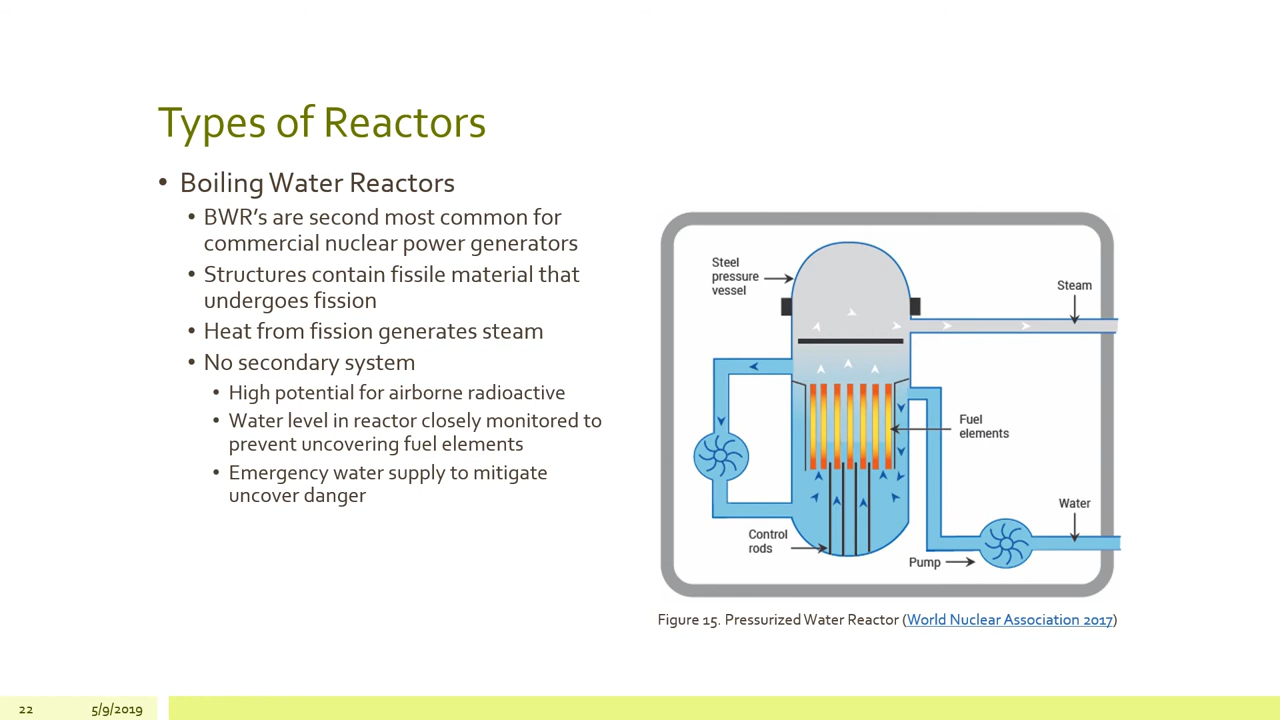 Types of Reactors
• Boiling Water Reactors
• BWR's are second most common for
commercial nuclear power generators
• Structures contain fissile material that
undergoes fission
• Heat from fission generates steam
• No secondary system
• High potential for airborne radioactive
• Water level in reactor closely monitored to
prevent uncovering fuel elements
• Emergency water supply to mitigate
uncover danger
Steel
pressure
vessel
Steam
Fuel
elements
Water
Control
rods
Pump
Figure 15. Pressurized Water Reactor (World Nuclear Association 2017)
22 5/9/2019